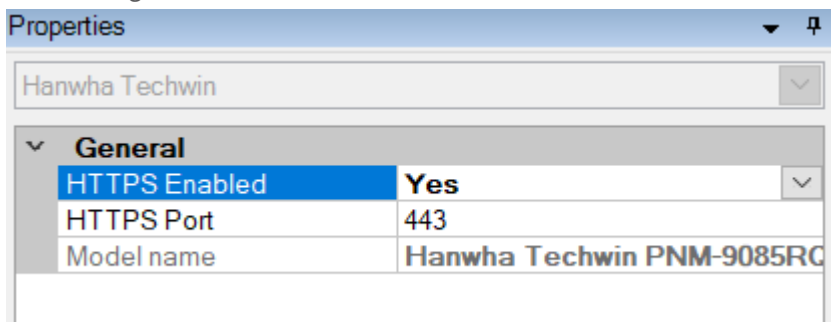 Properties
Hanwha Techwin
General
HTTPS Enabled Yes
HTTPS Port 443
Model name Hanwha Techwin PNM-9085RQ